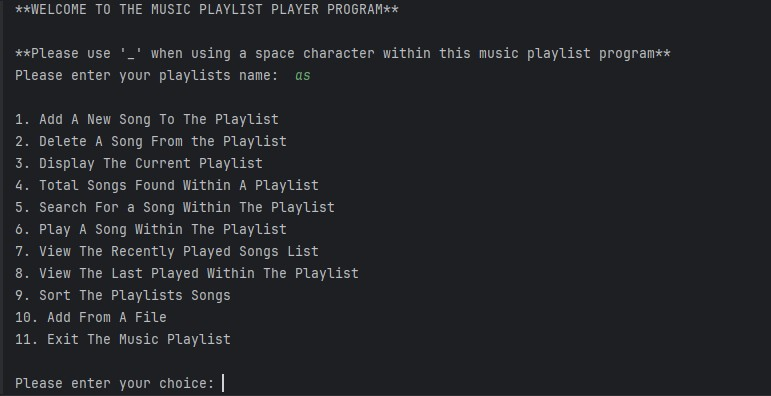 **WELCOME TO THE MUSIC PLAYLIST PLAYER PROGRAM**
**Please use '_' when using a space character within this music playlist program**
Please enter your playlists name:  as
1. Add A New Song To The Playlist
2. Delete A Song From the Playlist
3. Display The Current Playlist
4. Total Songs Found Within A Playlist
5. Search For a Song Within The Playlist
6. Play A Song Within The Playlist
7. View The Recently Played Songs List
8. View The Last Played Within The Playlist
9. Sort The Playlists Songs
10. Add From A File
11. Exit The Music Playlist
Please enter your choice: